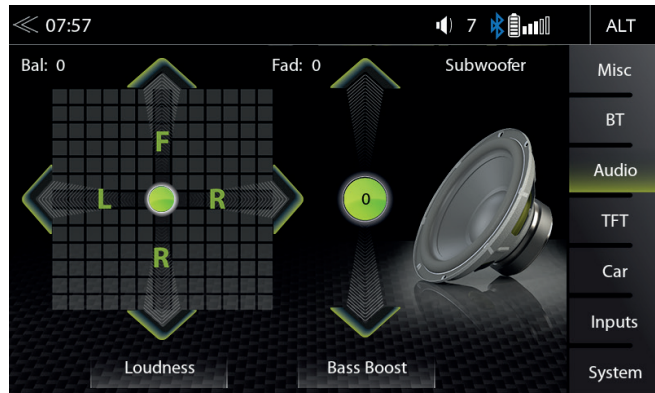 07:57
7
ALT
Bal: 0
Fad: 0
Subwoofer
F
L
R
R
0
Loudness
Bass Boost
Misc
BT
Audio
TFT
Car
Inputs
System